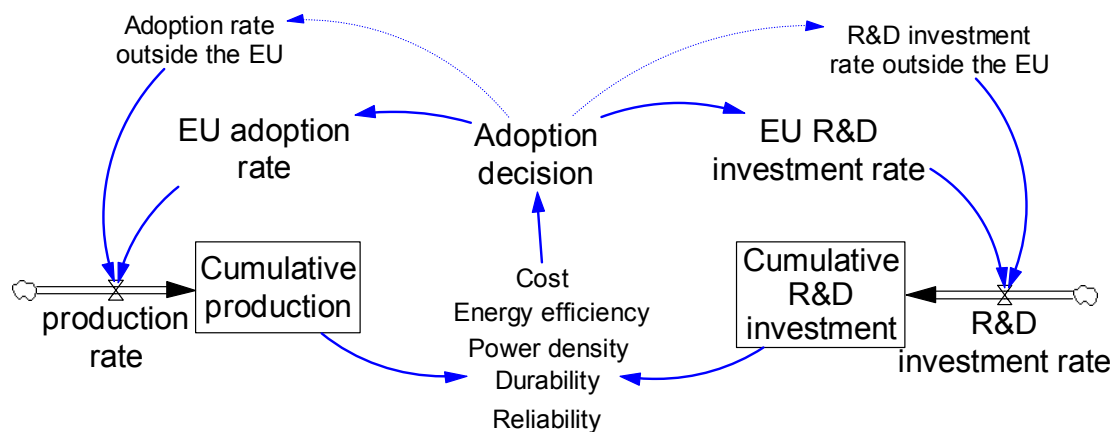 Adoption rate
outside the EU
R&D investment
rate outside the EU
EU adoption
rate
Adoption
decision
EU R&D
investment rate
Cumulative
production
production
rate
Cost
Energy efficiency
Power density
Durability
Reliability
Cumulative
R&D
investment
R&D
investment rate